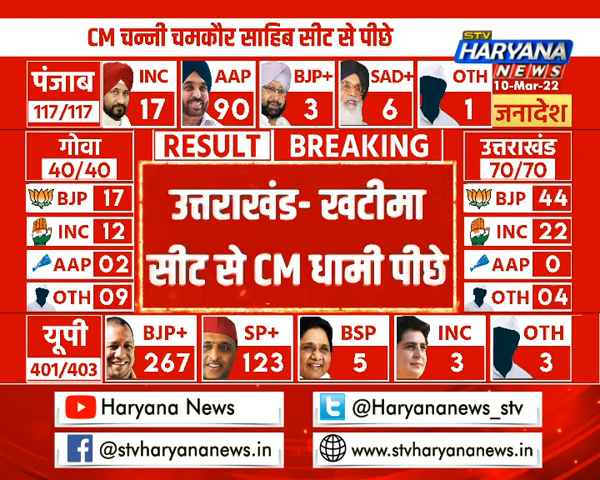 CM चन्नी चमकौर साहिब सीट से पीछे
STV
HARYANA
NEWS
10-Mar-22
जनादेश
पंजाब
117/117
INC
17
AAP
90
BJP+
3
SAD+
6
OTH
1
गोवा
40/40
BJP 17
INC 12
AAP 02
OTH 09
RESULT BREAKING
उत्तराखंड- खटीमा
सीट से CM धामी पीछे
उत्तराखंड
70/70
BJP 44
INC 22
AAP 0
OTH 04
यूपी
401/403
BJP+
267
SP+
123
BSP
5
INC
3
OTH
3
Haryana News
@Haryananews_stv
@stvharyananews.in
www.stvharyananews.in